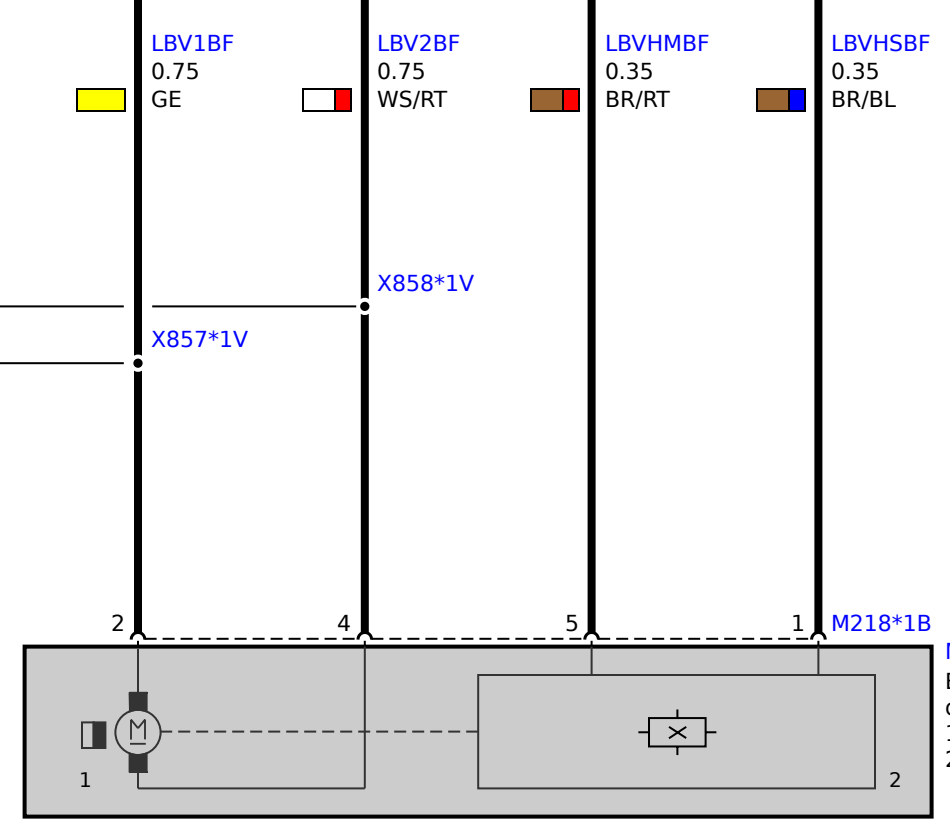 LBV1BF
0.75
GE
LBV2BF
0.75
WS/RT
LBVHMBF
0.35
BR/RT
LBVHSBF
0.35
BR/BL
X858*1V
X857*1V
2
4
5
1
M218*1B
M
1
2